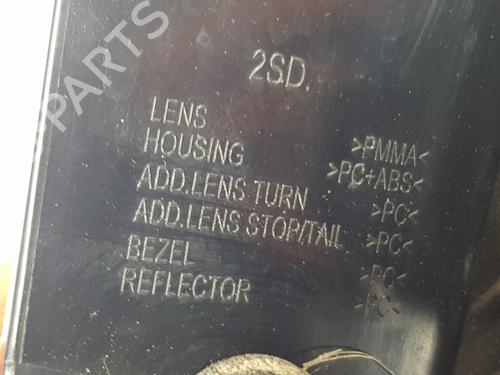 PARTS
2SD.
LENS >PMMA<
HOUSING >PC+ABS<
ADD.LENS TURN >PC<
ADD.LENS STOP/TAIL >PC<
BEZEL >PC<
REFLECTOR >PC<